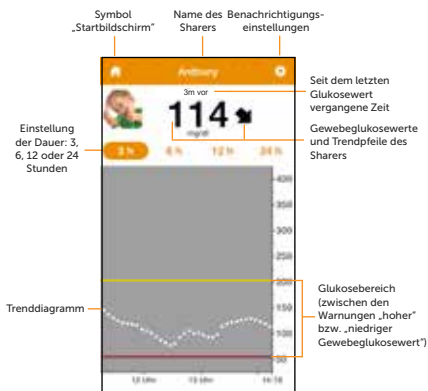 Symbol
„Startbildschirm“
Name des
Sharers
Benachrichtigungs-
einstellungen
Anthony
3m vor
114
mg/dl
Seit dem letzten
Glukosewert
vergangene Zeit
Gewebeglukosewerte
und Trendpfeile des
Sharers
Einstellung
der Dauer: 3,
6, 12 oder 24
Stunden
3 h 6 h 12 h 24 h
400
350
300
250
200
150
100
50
Trenddiagramm
Glukosebereich
(zwischen den
Warnungen „hoher“
bzw. „niedriger
Gewebeglukosewert“)
12 Uhr 13 Uhr 14:18